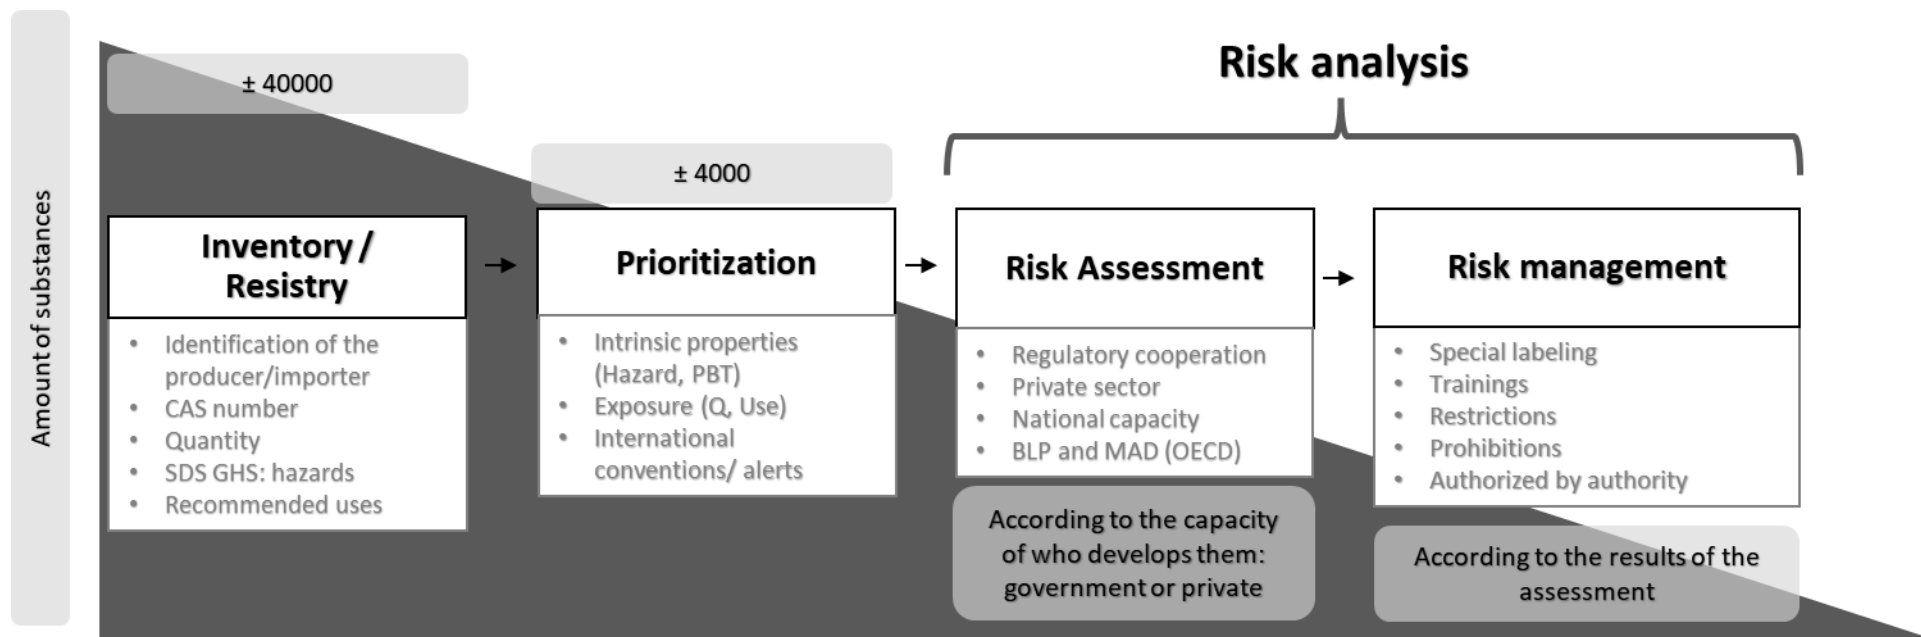 Amount of substances
± 40000
Inventory /
Resistry
• Identification of the
producer/importer
• CAS number
• Quantity
• SDS GHS: hazards
• Recommended uses
± 4000
Prioritization
• Intrinsic properties
(Hazard, PBT)
• Exposure (Q, Use)
• International
conventions/ alerts
Risk analysis
Risk Assessment
• Regulatory cooperation
• Private sector
• National capacity
• BLP and MAD (OECD)
According to the capacity
of who develops them:
government or private
Risk management
• Special labeling
• Trainings
• Restrictions
• Prohibitions
• Authorized by authority
According to the results of the
assessment